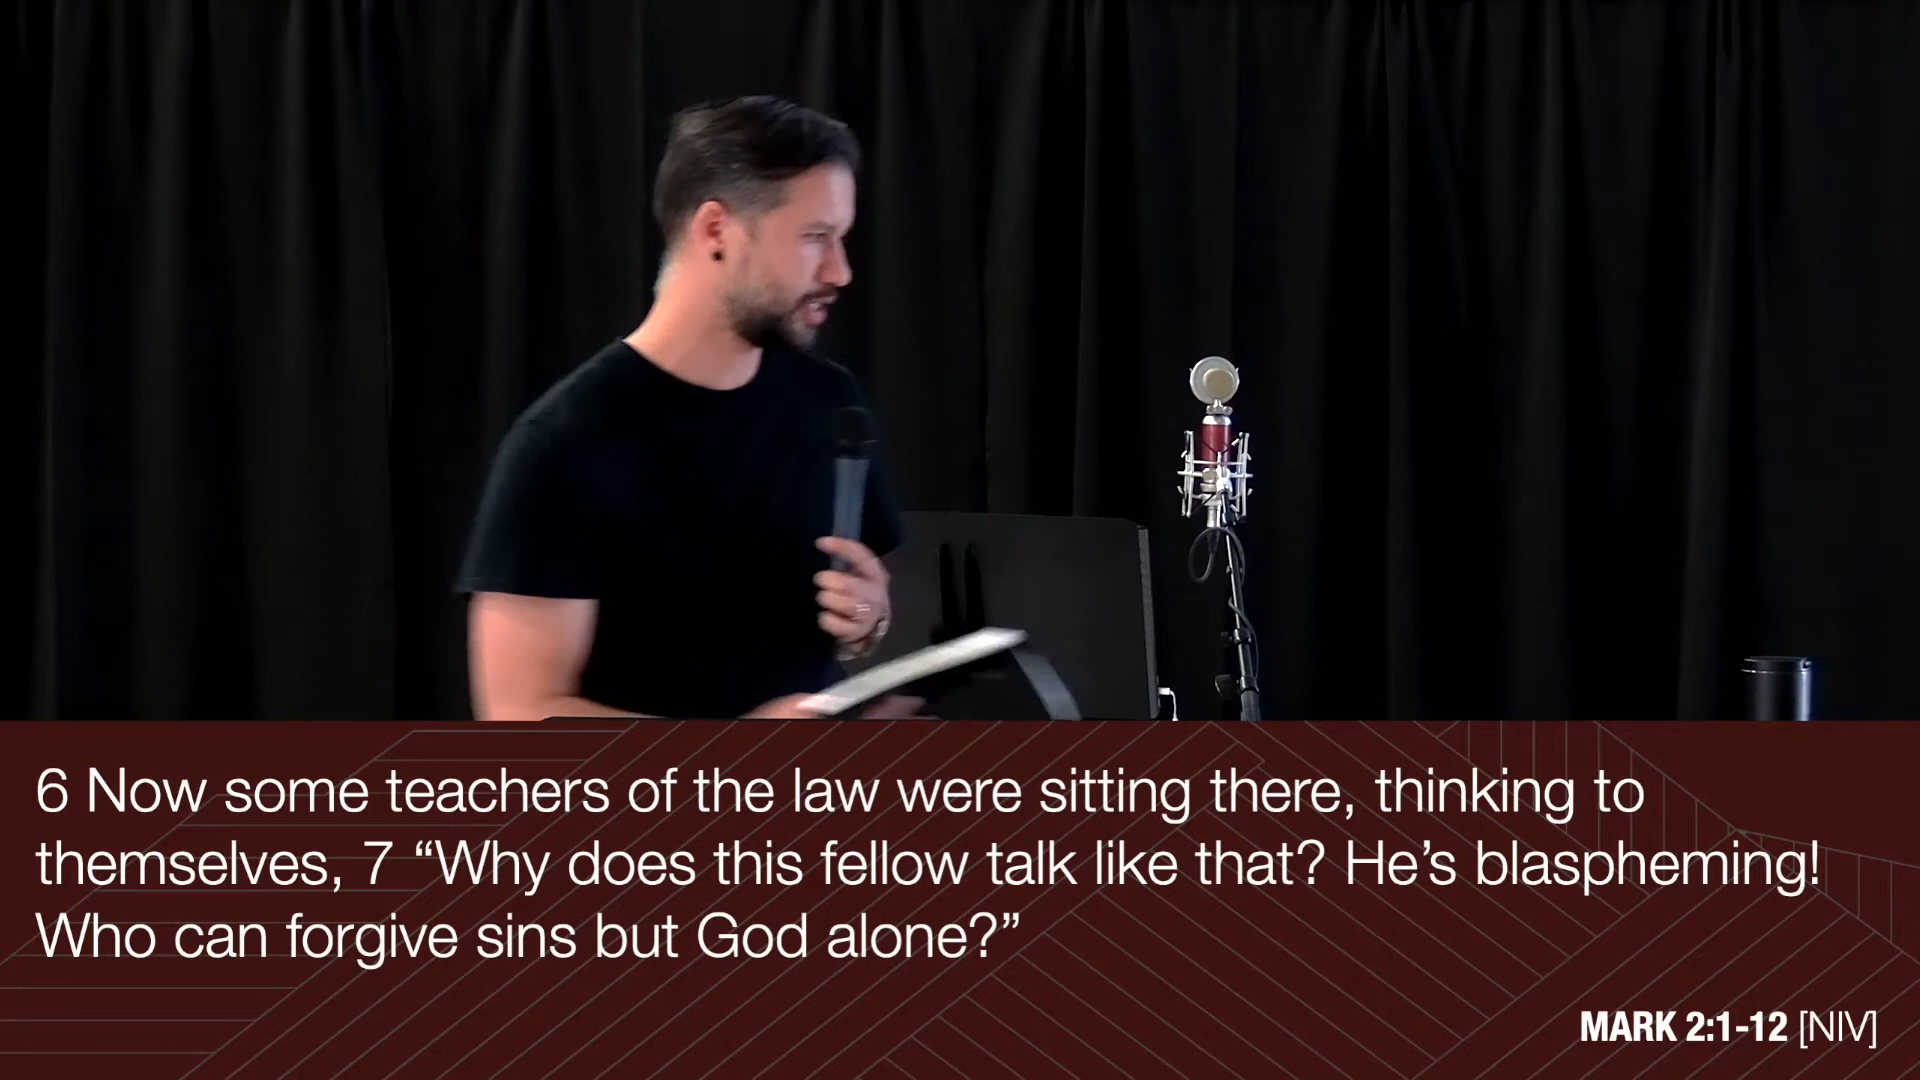 6 Now some teachers of the law were sitting there, thinking to
themselves, 7 “Why does this fellow talk like that? He’s blaspheming!
Who can forgive sins but God alone?”
MARK 2:1-12 [NIV]